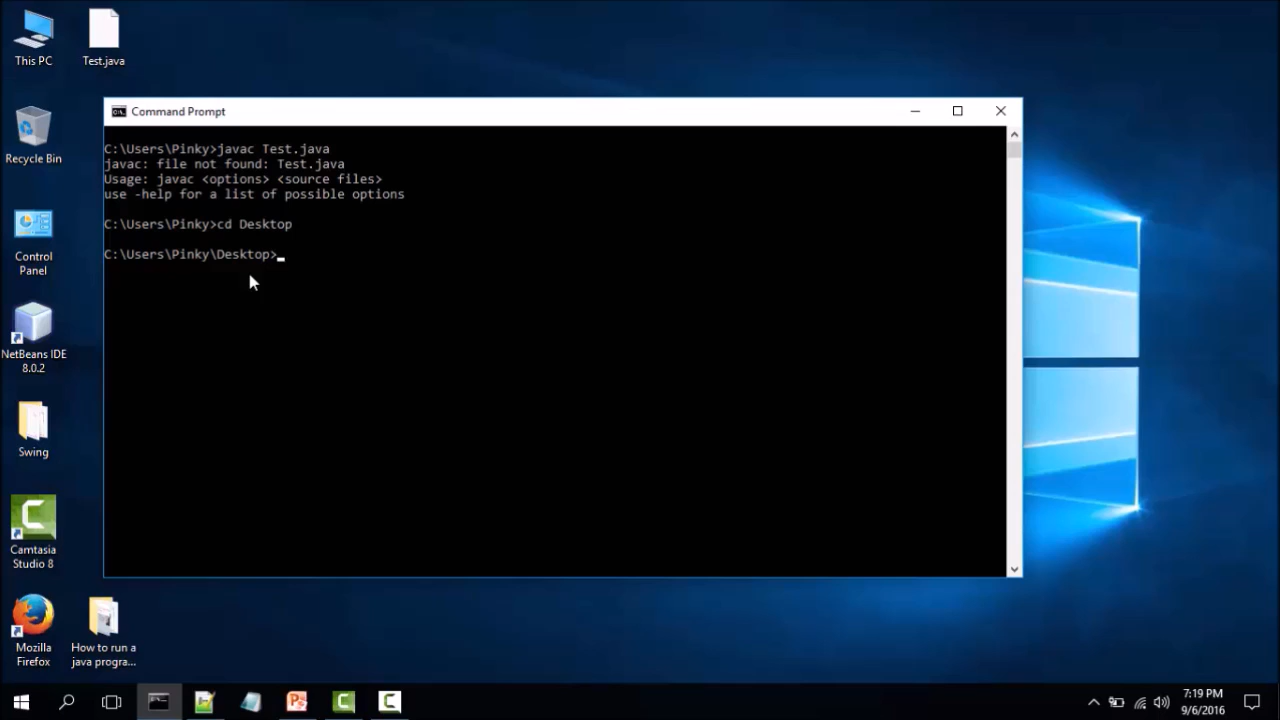 This PC
Test.java
Command Prompt
C:\Users\Pinky>javac Test.java
javac: file not found: Test.java
Usage: javac <options> <source files>
use -help for a list of possible options
C:\Users\Pinky>cd Desktop
C:\Users\Pinky\Desktop>
Recycle Bin
Control
Panel
NetBeans IDE
8.0.2
Swing
Camtasia
Studio 8
Mozilla
Firefox
How to run a
java progra...
7:19 PM
9/6/2016